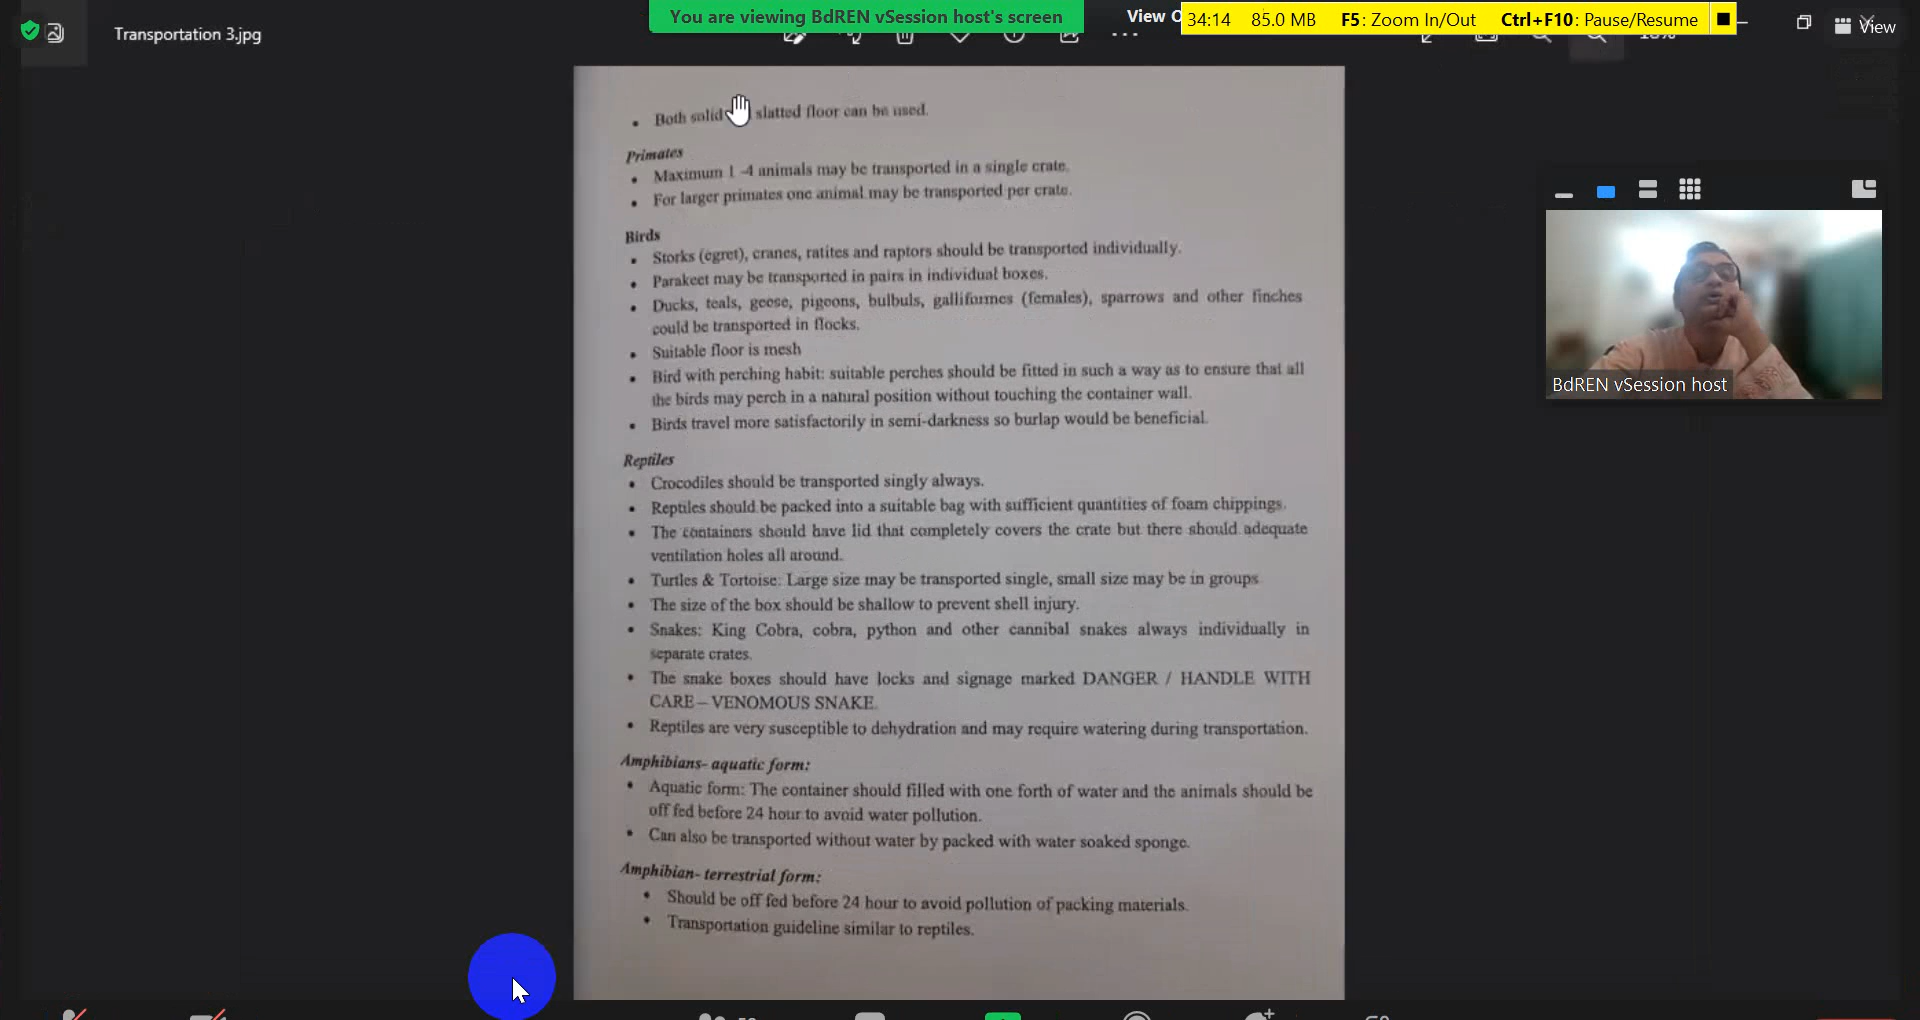 You are viewing BdREN vSession host's screen
View O
34:14 85.0 MB F5: Zoom In/Out Ctrl+F10: Pause/Resume
Transportation 3.jpg
View
• Both solid slatted floor can be used.
Primates
• Maximum 1 -4 animals may be transported in a single crate.
• For larger primates one animal may be transported per crate.
Birds
• Storks (egret), cranes, ratites and raptors should be transported individually.
• Parakeet may be transported in pairs in individual boxes.
• Ducks, teals, geese, pigeons, bulbuls, galliformes (females), sparrows and other finches
could be transported in flocks.
• Suitable floor is mesh
• Bird with perching habit: suitable perches should be fitted in such a way as to ensure that all
the birds may perch in a natural position without touching the container wall.
• Birds travel more satisfactorily in semi-darkness so burlap would be beneficial.
Reptiles
• Crocodiles should be transported singly always.
• Reptiles should be packed into a suitable bag with sufficient quantities of foam chippings.
• The containers should have lid that completely covers the crate but there should adequate
ventilation holes all around.
• Turtles & Tortoise: Large size may be transported single, small size may be in groups
• The size of the box should be shallow to prevent shell injury.
• Snakes: King Cobra, cobra, python and other cannibal snakes always individually in
separate crates.
• The snake boxes should have locks and signage marked DANGER / HANDLE WITH
CARE – VENOMOUS SNAKE.
• Reptiles are very susceptible to dehydration and may require watering during transportation.
Amphibians- aquatic form:
• Aquatic form: The container should filled with one forth of water and the animals should be
off fed before 24 hour to avoid water pollution.
• Can also be transported without water by packed with water soaked sponge.
Amphibian- terrestrial form:
• Should be off fed before 24 hour to avoid pollution of packing materials.
• Transportation guideline similar to reptiles.
BdREN vSession host